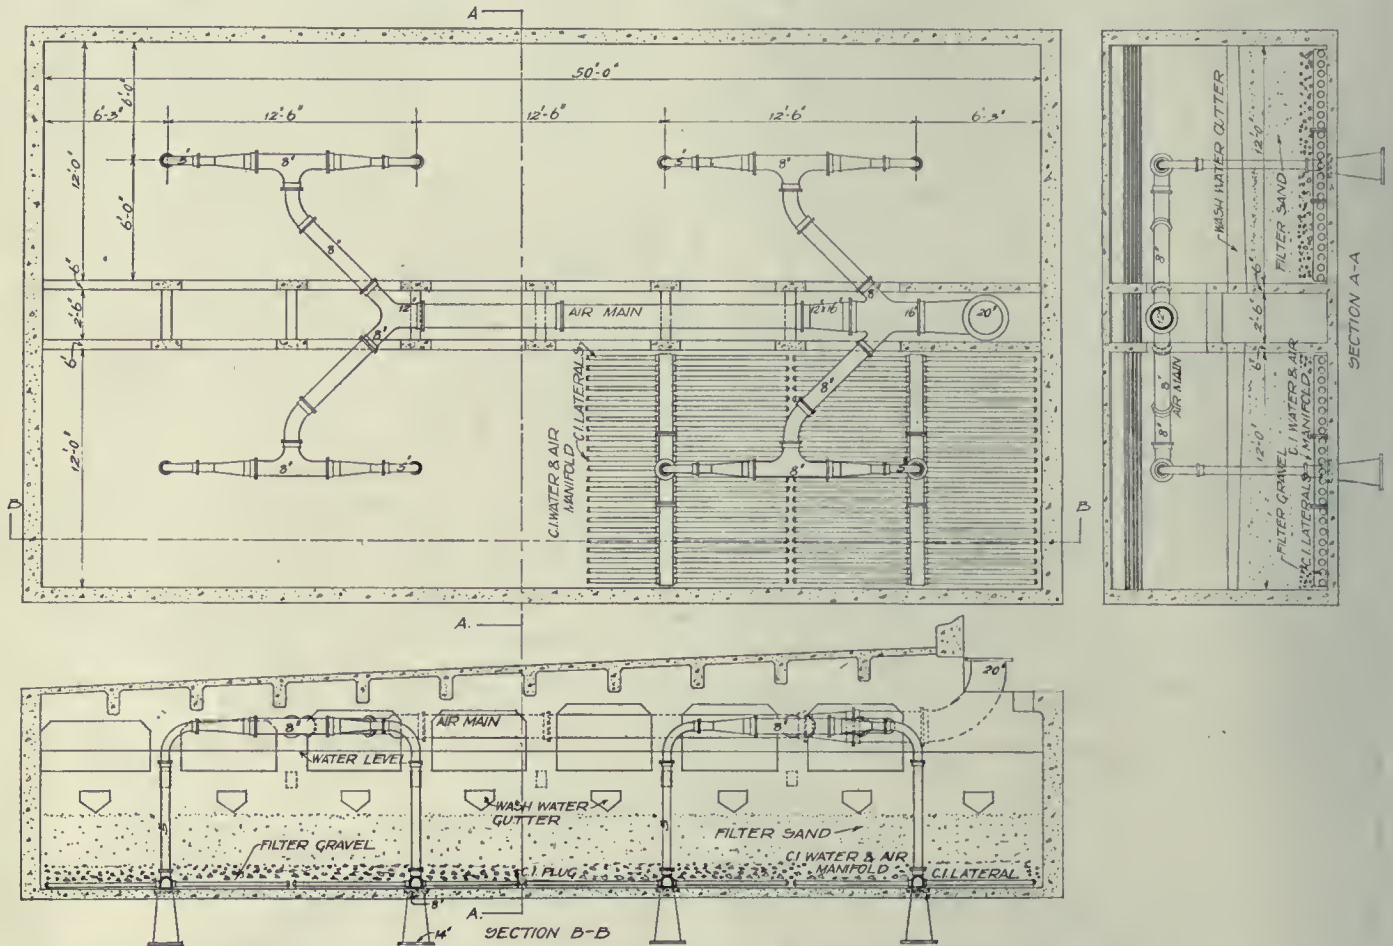 A
50'-0"
6'-3"
12'-6"
12'-6"
12'-6"
6'-3"
6'-0"
12'-0"
6'-0"
5"
8"
5"
8"
8"
6"
2'-6"
6"
12"
AIR MAIN
12"x16"
8"
16"
20"
8"
8"
12'-0"
C.I. LATERALS
C.I. WATER & AIR
MANIFOLD
8"
5"
8"
5"
B
B
A.
WASH WATER GUTTER
12'-0"
FILTER SAND
8"
12"
6"
2'-6"
6"
8"
AIR MAIN
8"
12'-0"
FILTER GRAVEL
C.I. WATER & AIR
MANIFOLD
C.I. LATERALS
SECTION A-A
20"
AIR MAIN
8"
8"
WATER LEVEL
WASH WATER
GUTTER
5"
5"
FILTER SAND
FILTER GRAVEL
C.I. PLUG
C.I. WATER & AIR
MANIFOLD
C.I. LATERAL
8"
14"
A.
SECTION B-B